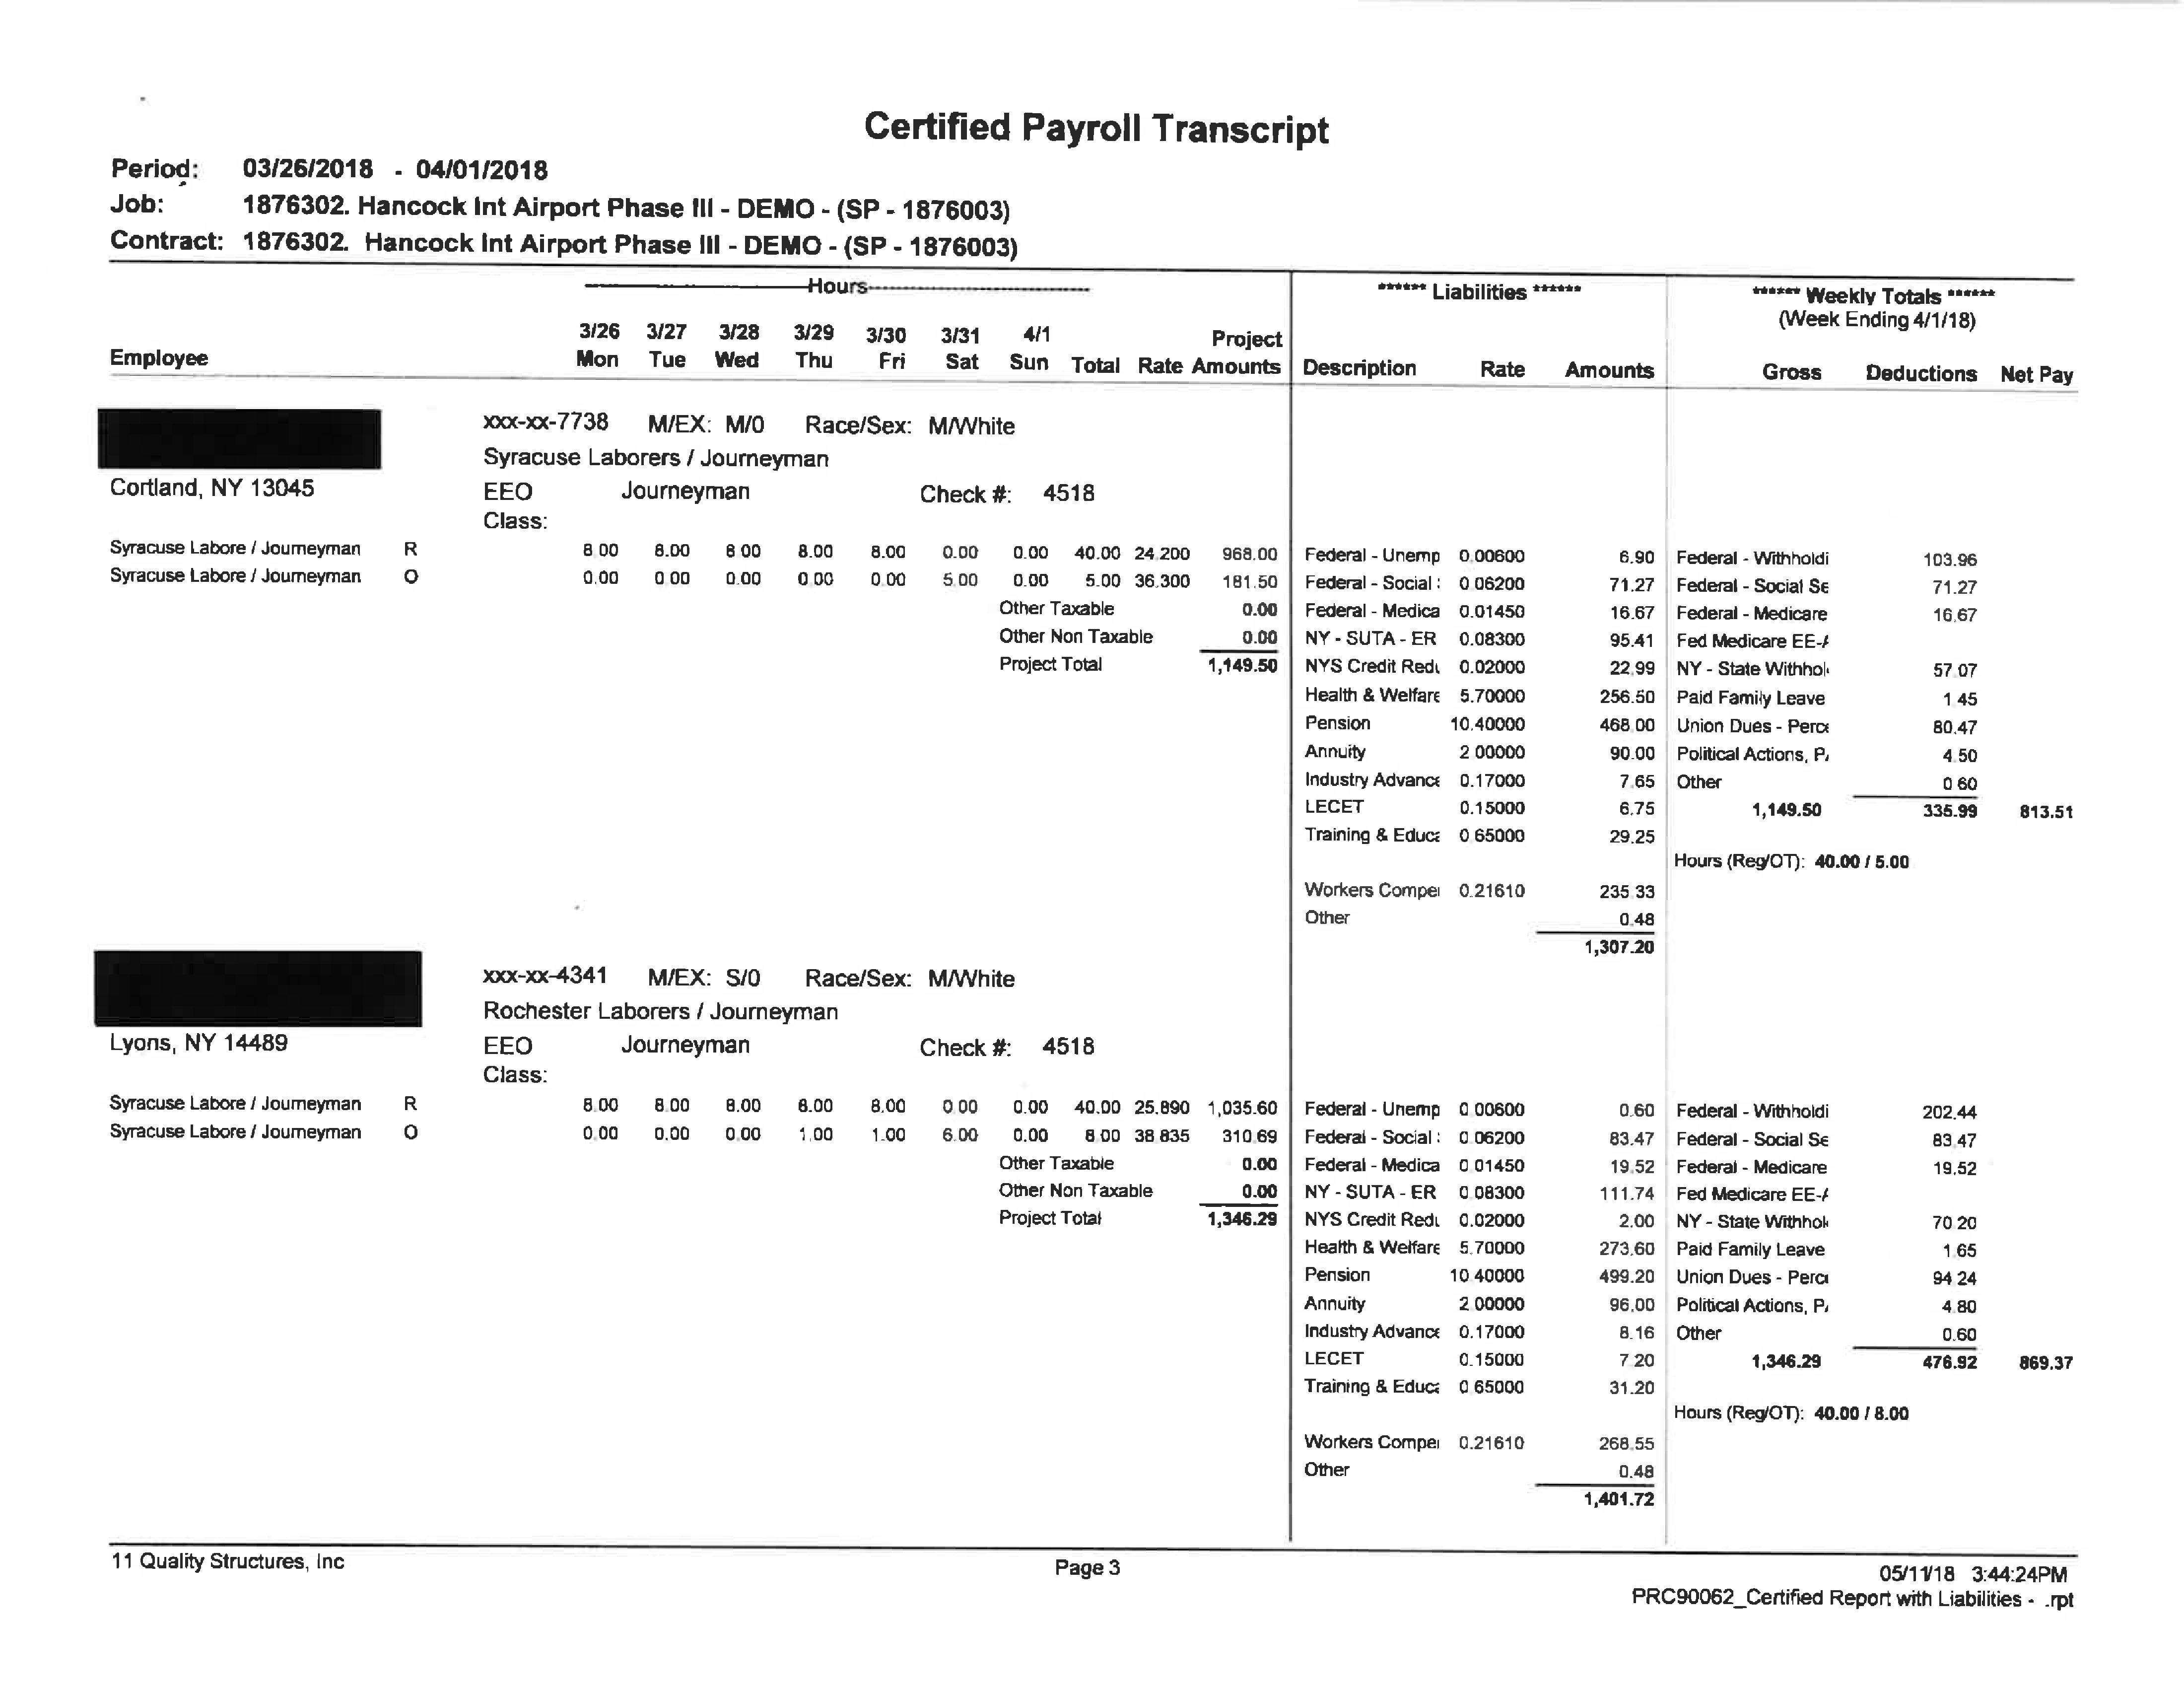 Certified Payroll Transcript
Period: 03/26/2018 - 04/01/2018
Job: 1876302. Hancock Int Airport Phase III - DEMO - (SP - 1876003)
Contract: 1876302. Hancock Int Airport Phase III - DEMO - (SP - 1876003)
Hours ****** Liabilities ****** ****** Weekly Totals ******
(Week Ending 4/1/18)
3/26 3/27 3/28 3/29 3/30 3/31 4/1 Project
Employee Mon Tue Wed Thu Fri Sat Sun Total Rate Amounts Description Rate Amounts Gross Deductions Net Pay
xxx-xx-7738 M/EX: M/0 Race/Sex: M/White
Syracuse Laborers / Journeyman
Cortland, NY 13045 EEO Journeyman Check #: 4518
Class:
Syracuse Labore / Journeyman R 8.00 8.00 8.00 8.00 8.00 0.00 0.00 40.00 24.200 968.00 Federal - Unemp 0.00600 6.90 Federal - Withholdi 103.96
Syracuse Labore / Journeyman O 0.00 0.00 0.00 0.00 0.00 5.00 0.00 5.00 36.300 181.50 Federal - Social : 0.06200 71.27 Federal - Social Se 71.27
Other Taxable 0.00 Federal - Medica 0.01450 16.67 Federal - Medicare 16.67
Other Non Taxable 0.00 NY - SUTA - ER 0.08300 95.41 Fed Medicare EE-A
Project Total 1,149.50 NYS Credit Redu 0.02000 22.99 NY - State Withhol 57.07
Health & Welfare 5.70000 256.50 Paid Family Leave 1.45
Pension 10.40000 468.00 Union Dues - Perce 80.47
Annuity 2.00000 90.00 Political Actions, PA 4.50
Industry Advance 0.17000 7.65 Other 0.60
LECET 0.15000 6.75 1,149.50 335.99 813.51
Training & Educa 0.65000 29.25
Hours (Reg/OT): 40.00 / 5.00
Workers Compe 0.21610 235.33
Other 0.48
1,307.20
xxx-xx-4341 M/EX: S/0 Race/Sex: M/White
Rochester Laborers / Journeyman
Lyons, NY 14489 EEO Journeyman Check #: 4518
Class:
Syracuse Labore / Journeyman R 8.00 8.00 8.00 8.00 8.00 0.00 0.00 40.00 25.890 1,035.60 Federal - Unemp 0.00600 0.60 Federal - Withholdi 202.44
Syracuse Labore / Journeyman O 0.00 0.00 0.00 1.00 1.00 6.00 0.00 8.00 38.835 310.69 Federal - Social : 0.06200 83.47 Federal - Social Se 83.47
Other Taxable 0.00 Federal - Medica 0.01450 19.52 Federal - Medicare 19.52
Other Non Taxable 0.00 NY - SUTA - ER 0.08300 111.74 Fed Medicare EE-A
Project Total 1,346.29 NYS Credit Redu 0.02000 2.00 NY - State Withhol 70.20
Health & Welfare 5.70000 273.60 Paid Family Leave 1.65
Pension 10.40000 499.20 Union Dues - Perce 94.24
Annuity 2.00000 96.00 Political Actions, PA 4.80
Industry Advance 0.17000 8.16 Other 0.60
LECET 0.15000 7.20 1,346.29 476.92 869.37
Training & Educa 0.65000 31.20
Hours (Reg/OT): 40.00 / 8.00
Workers Compe 0.21610 268.55
Other 0.48
1,401.72
11 Quality Structures, Inc Page 3 05/11/18 3:44:24PM
PRC90062_Certified Report with Liabilities - .rpt